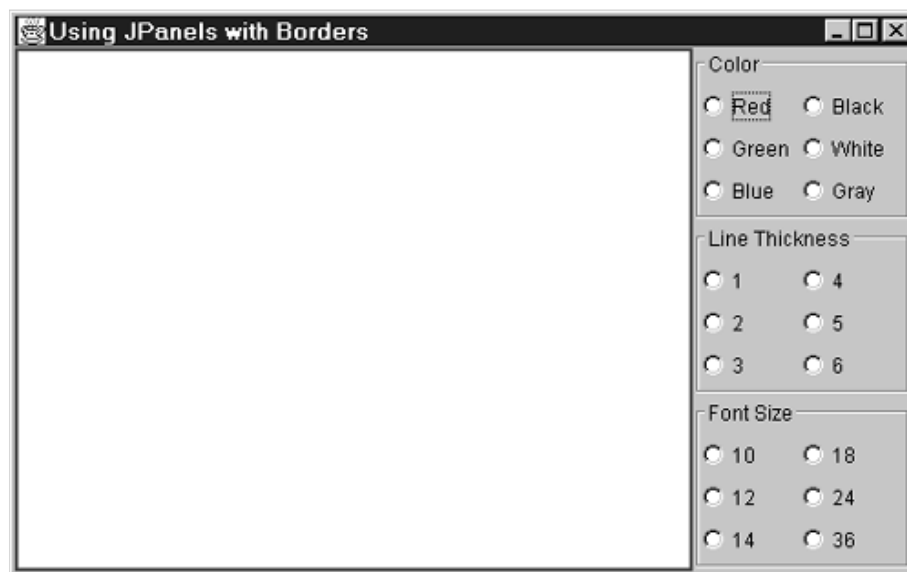 Using JPanels with Borders
Color
Red Black
Green White
Blue Gray
Line Thickness
1 4
2 5
3 6
Font Size
10 18
12 24
14 36